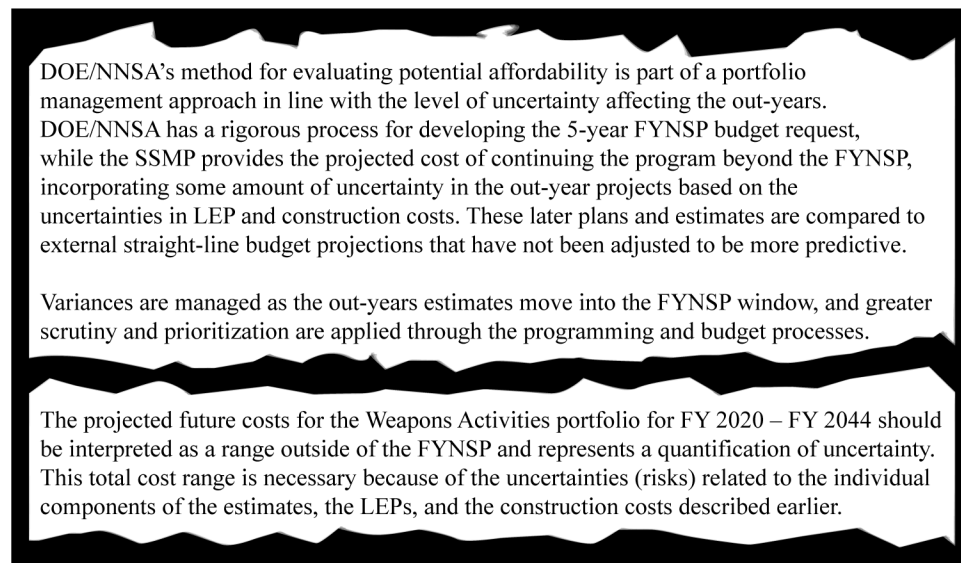 DOE/NNSA’s method for evaluating potential affordability is part of a portfolio
management approach in line with the level of uncertainty affecting the out-years.
DOE/NNSA has a rigorous process for developing the 5-year FYNSP budget request,
while the SSMP provides the projected cost of continuing the program beyond the FYNSP,
incorporating some amount of uncertainty in the out-year projects based on the
uncertainties in LEP and construction costs. These later plans and estimates are compared to
external straight-line budget projections that have not been adjusted to be more predictive.
Variances are managed as the out-years estimates move into the FYNSP window, and greater
scrutiny and prioritization are applied through the programming and budget processes.
The projected future costs for the Weapons Activities portfolio for FY 2020 – FY 2044 should
be interpreted as a range outside of the FYNSP and represents a quantification of uncertainty.
This total cost range is necessary because of the uncertainties (risks) related to the individual
components of the estimates, the LEPs, and the construction costs described earlier.